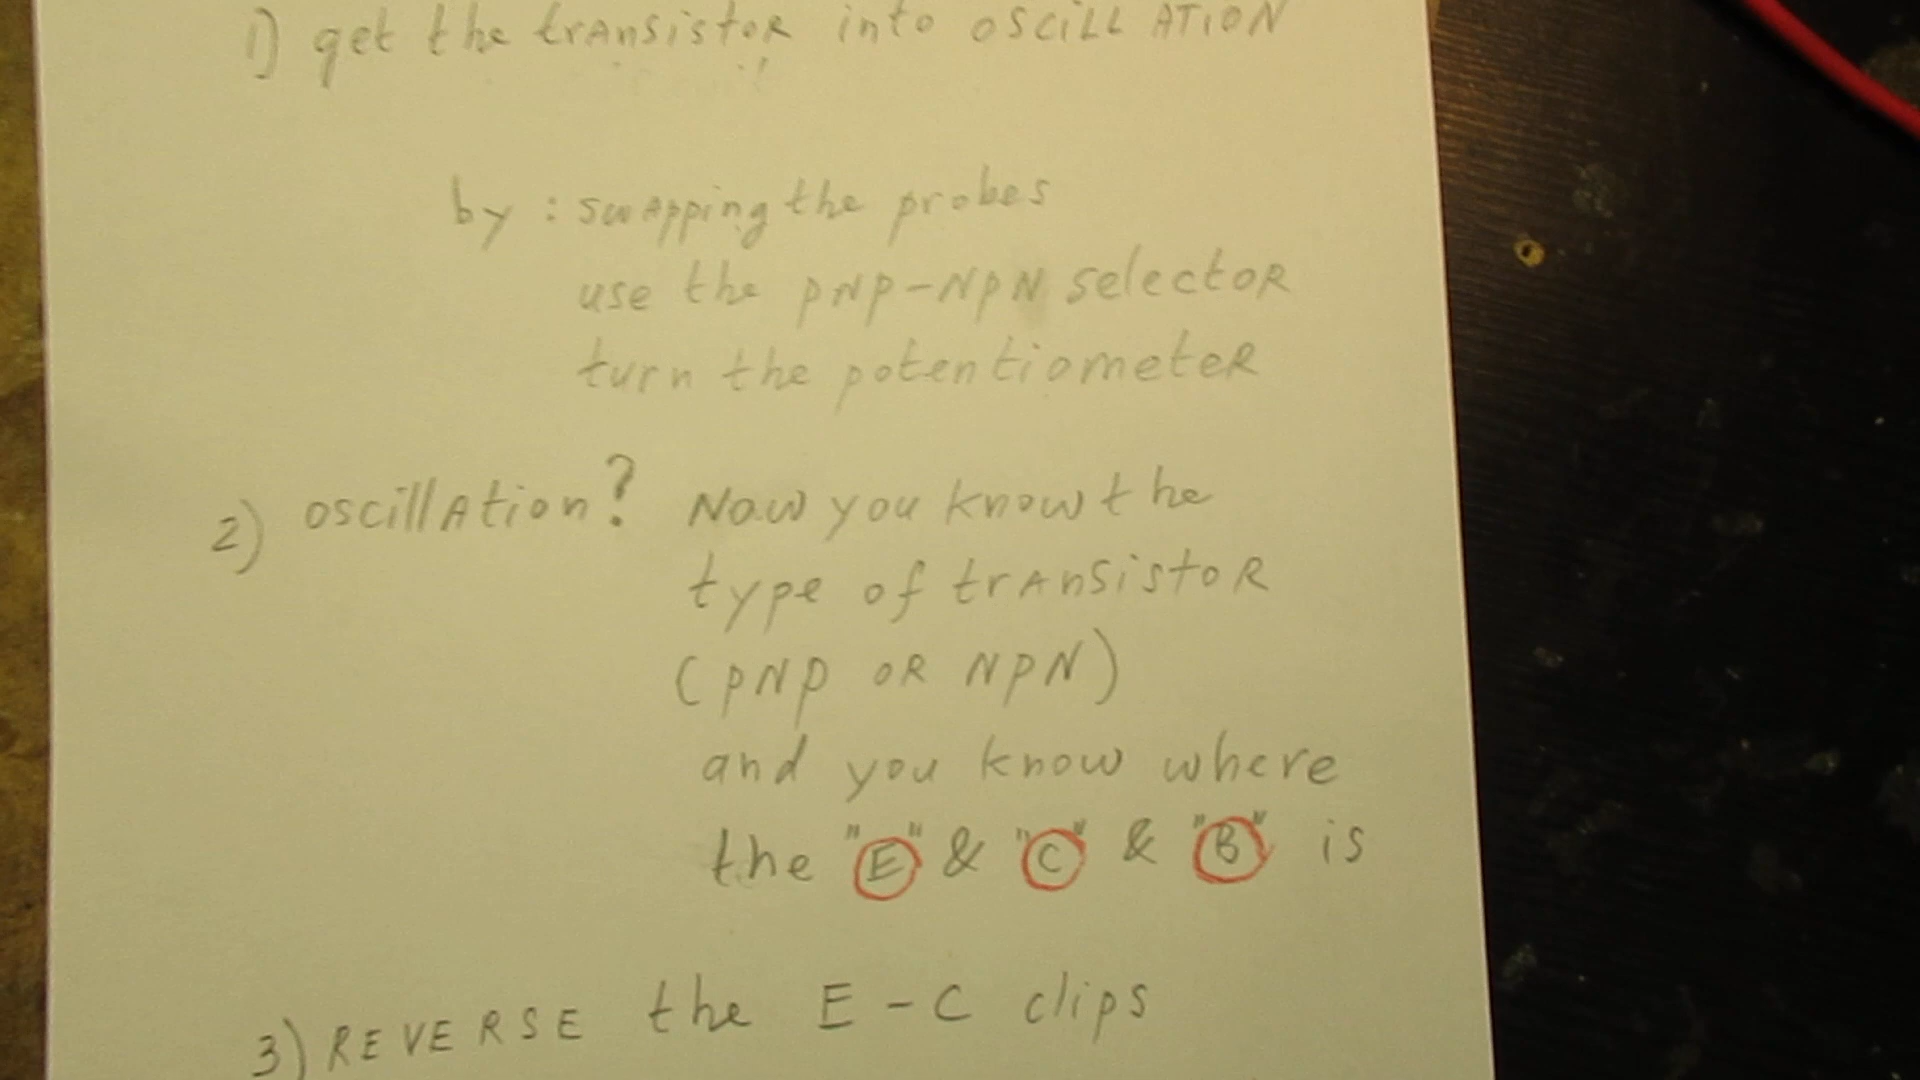 1) get the transistor into oscillation
by: swapping the probes
use the PNP-NPN selector
turn the potentiometer
2) oscillation? Now you know the
type of transistor
(PNP or NPN)
and you know where
the "E" & "C" & "B" is
3) REVERSE the E-C clips